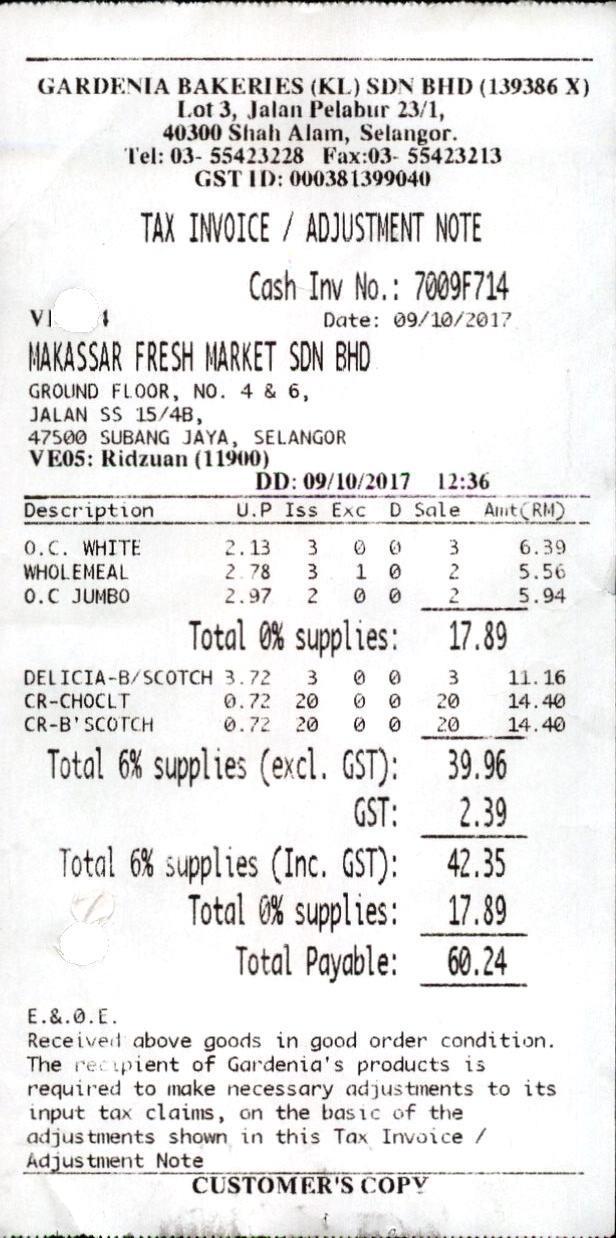 GARDENIA BAKERIES (KL) SDN BHD (139386 X)
Lot 3, Jalan Pelabur 23/1,
40300 Shah Alam, Selangor.
Tel: 03- 55423228 Fax:03- 55423213
GST ID: 000381399040
TAX INVOICE / ADJUSTMENT NOTE
Cash Inv No.: 7009F714
Date: 09/10/2017
MAKASSAR FRESH MARKET SDN BHD
GROUND FLOOR, NO. 4 & 6,
JALAN SS 15/4B,
47500 SUBANG JAYA, SELANGOR
VE05: Ridzuan (11900)
DD: 09/10/2017 12:36
Description U.P Iss Exc D Sale Amt(RM)
O.C. WHITE 2.13 3 0 0 3 6.39
WHOLEMEAL 2.78 3 1 0 2 5.56
O.C JUMBO 2.97 2 0 0 2 5.94
Total 0% supplies: 17.89
DELICIA-B/SCOTCH 3.72 3 0 0 3 11.16
CR-CHOCLT 0.72 20 0 0 20 14.40
CR-B'SCOTCH 0.72 20 0 0 20 14.40
Total 6% supplies (excl. GST): 39.96
GST: 2.39
Total 6% supplies (Inc. GST): 42.35
Total 0% supplies: 17.89
Total Payable: 60.24
E.&.O.E.
Received above goods in good order condition.
The recipient of Gardenia's products is
required to make necessary adjustments to its
input tax claims, on the basic of the
adjustments shown in this Tax Invoice /
Adjustment Note
CUSTOMER'S COPY